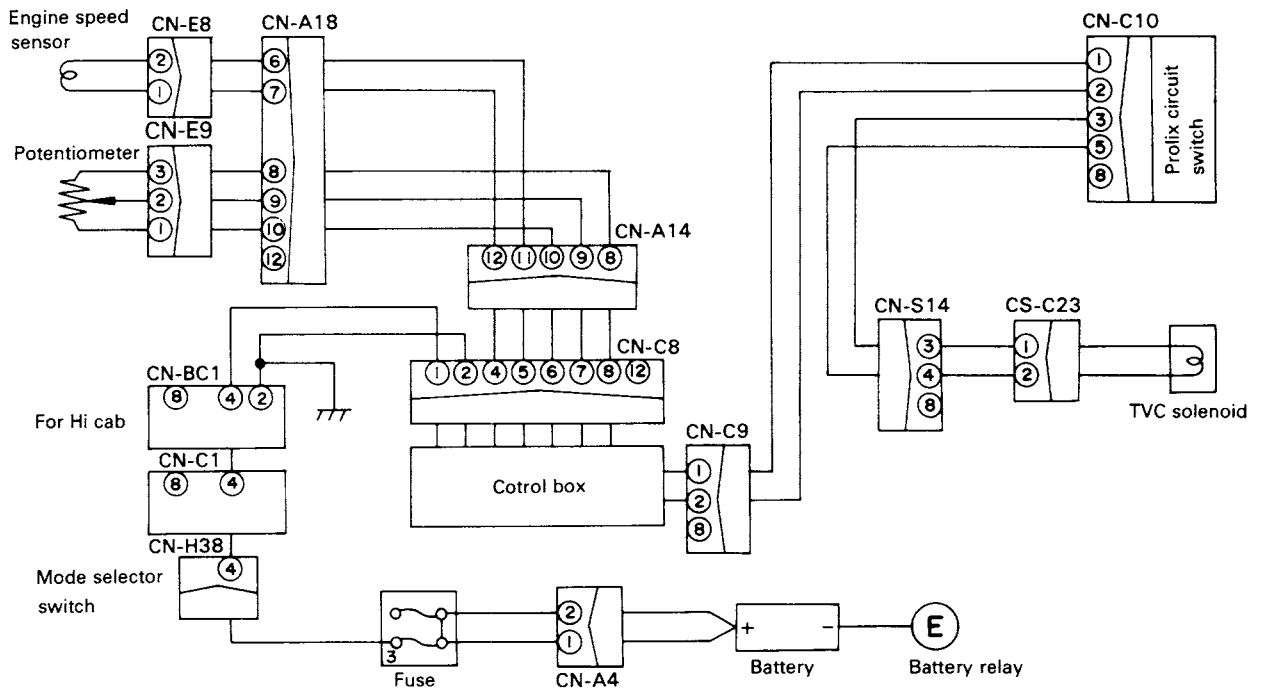 Engine speed
sensor
CN-E8
2
1
CN-A18
6
7
8
9
10
12
CN-E9
3
2
1
Potentiometer
CN-C10
1
2
3
5
8
Prolix circuit
switch
CN-A14
12 11 10 9 8
CN-S14
3
4
8
CS-C23
1
2
TVC solenoid
CN-C8
1 2 4 5 6 7 8 12
CN-BC1
8 4 2
For Hi cab
CN-C1
8 4
Cotrol box
CN-C9
1
2
8
CN-H38
4
Mode selector
switch
3
Fuse
2
1
CN-A4
+ -
Battery
E
Battery relay